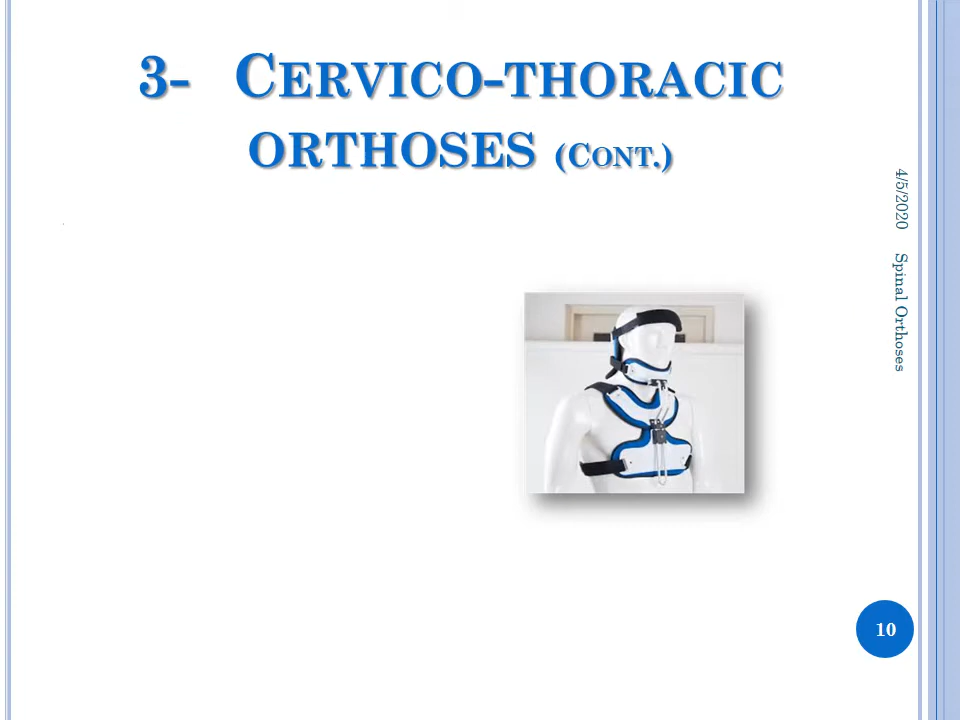 3- CERVICO-THORACIC
ORTHOSES (CONT.)
4/5/2020
Spinal Orthoses
10